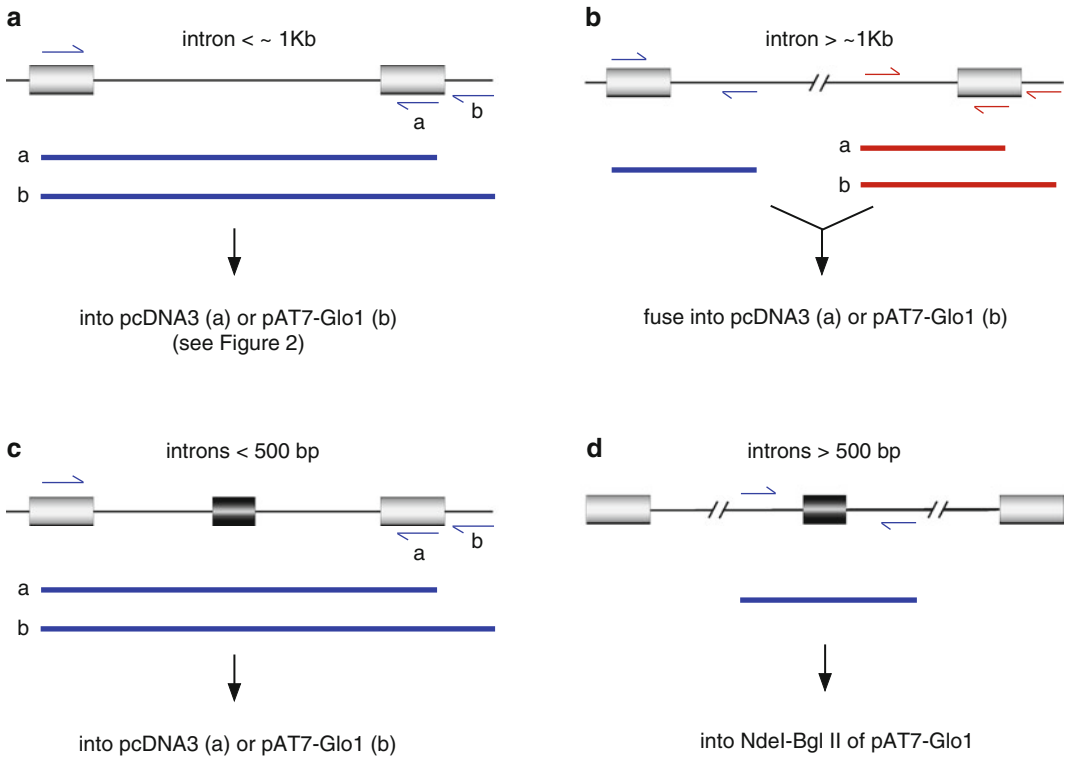 a
intron < ~ 1Kb
a
b
a
b
into pcDNA3 (a) or pAT7-Glo1 (b)
(see Figure 2)
b
intron > ~1Kb
a
b
fuse into pcDNA3 (a) or pAT7-Glo1 (b)
c
introns < 500 bp
a
b
a
b
into pcDNA3 (a) or pAT7-Glo1 (b)
d
introns > 500 bp
into NdeI-Bgl II of pAT7-Glo1